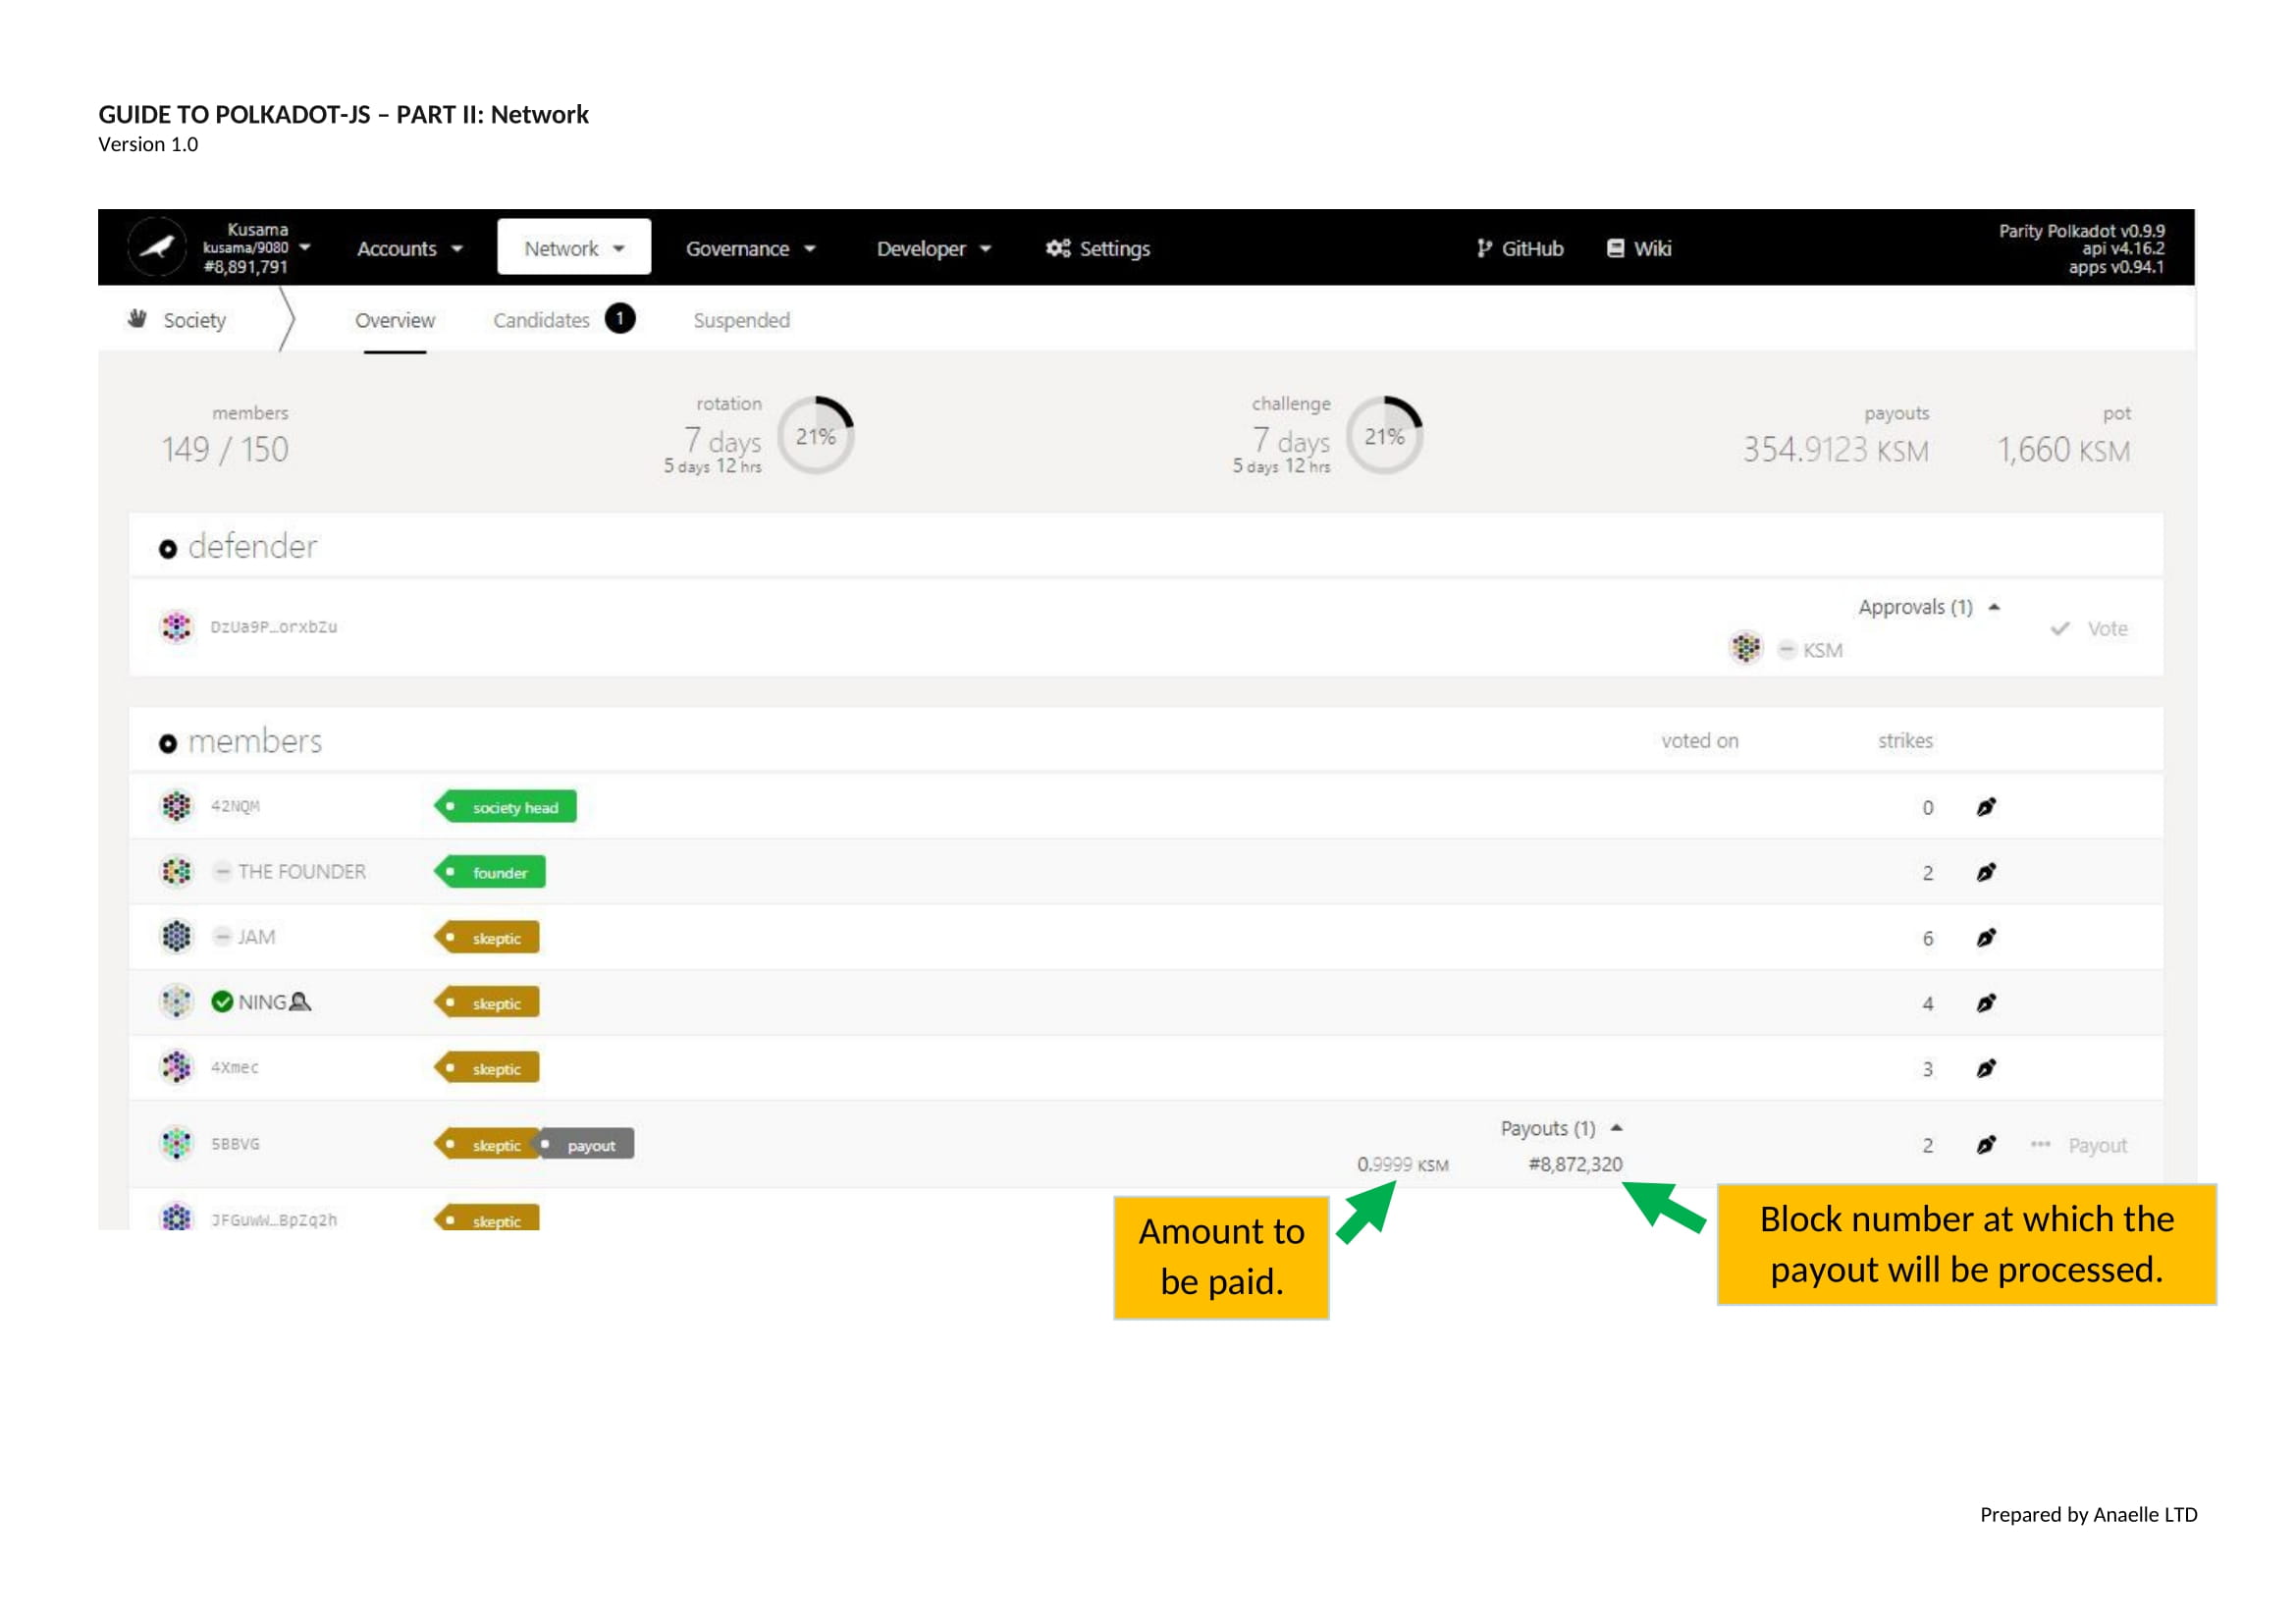 GUIDE TO POLKADOT-JS – PART II: Network
Version 1.0
Kusama
kusama/9080
#8,891,791
Accounts
Network
Governance
Developer
Settings
GitHub
Wiki
Parity Polkadot v0.9.9
api v4.16.2
apps v0.94.1
Society
Overview
Candidates 1
Suspended
members
149 / 150
rotation
7 days
5 days 12 hrs
21%
challenge
7 days
5 days 12 hrs
21%
payouts
354.9123 KSM
pot
1,660 KSM
defender
DzUa9P…orxbZu
Approvals (1)
KSM
Vote
members voted on strikes
42NQM society head 0
THE FOUNDER founder 2
JAM skeptic 6
NING skeptic 4
4Xmec skeptic 3
5BBVG skeptic payout
Payouts (1)
0.9999 KSM #8,872,320
2 Payout
JFGuwW…BpZq2h skeptic
Amount to
be paid.
Block number at which the
payout will be processed.
Prepared by Anaelle LTD